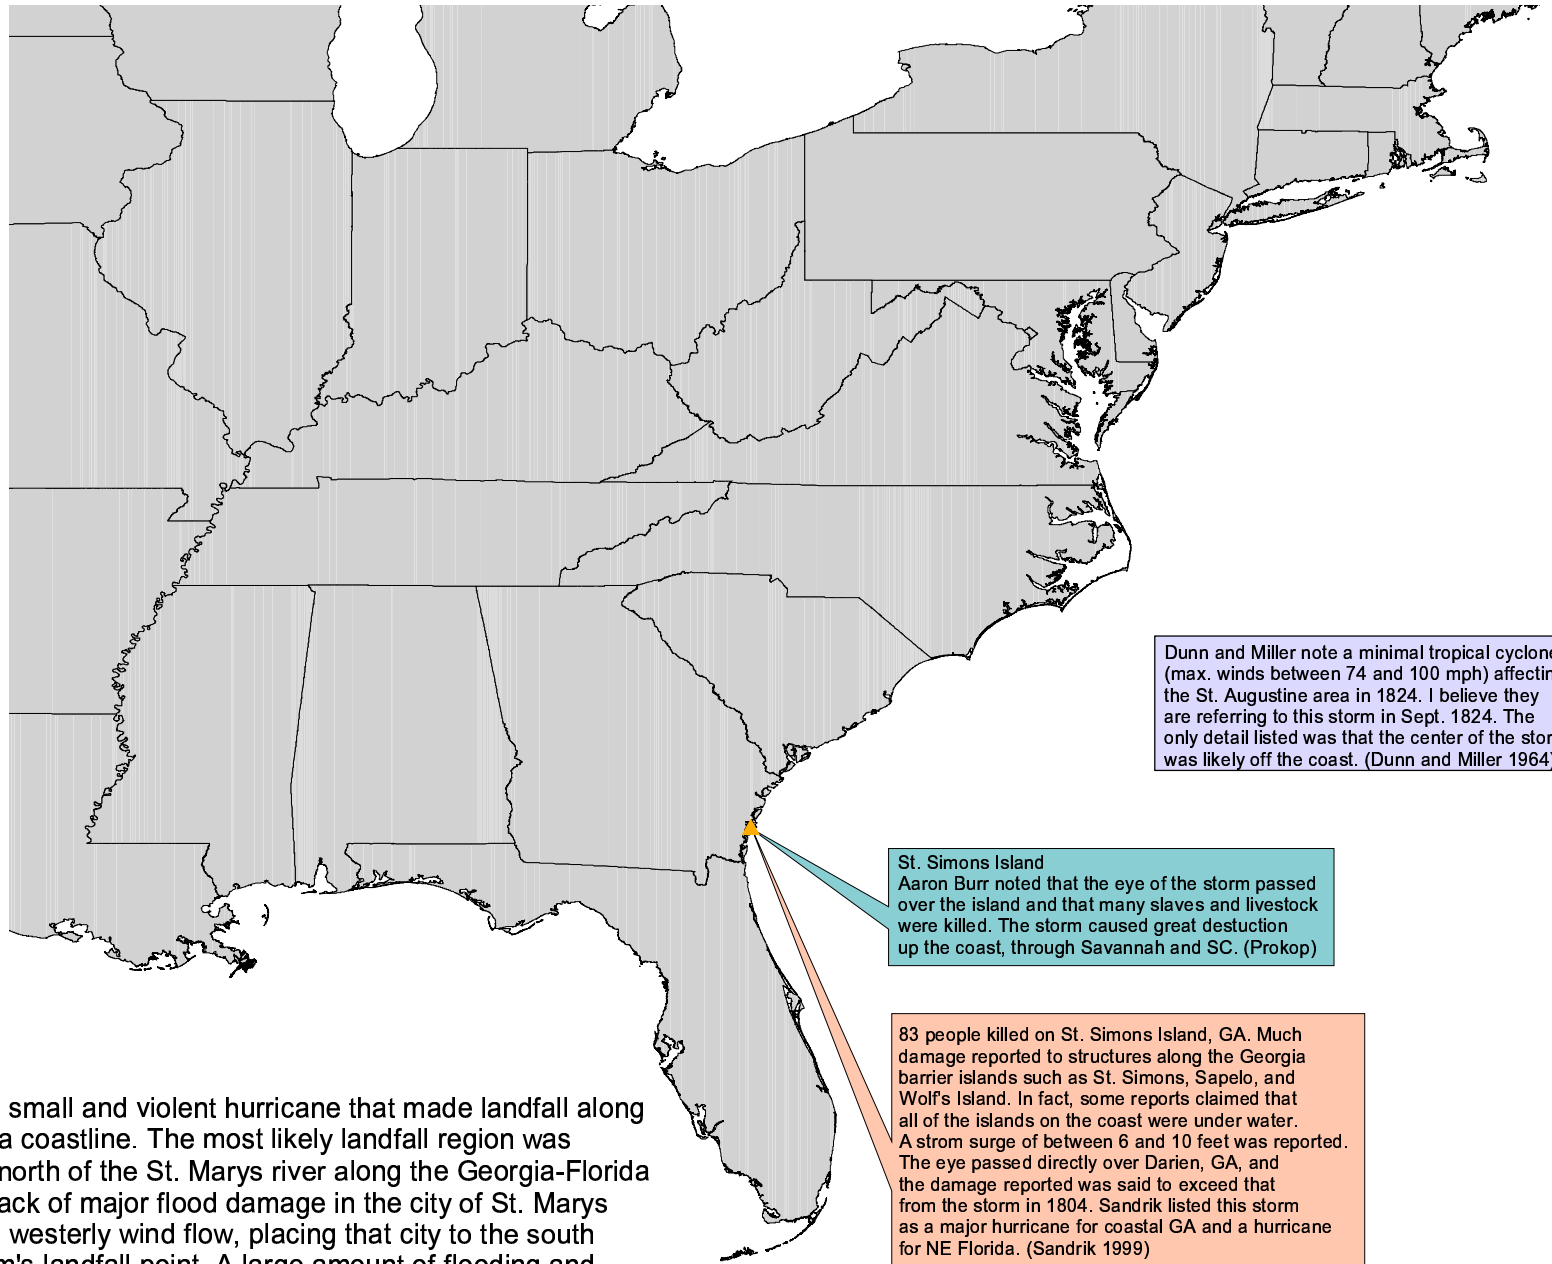 Dunn and Miller note a minimal tropical cyclone
(max. winds between 74 and 100 mph) affectin
the St. Augustine area in 1824. I believe they
are referring to this storm in Sept. 1824. The
only detail listed was that the center of the stor
was likely off the coast. (Dunn and Miller 1964)
St. Simons Island
Aaron Burr noted that the eye of the storm passed
over the island and that many slaves and livestock
were killed. The storm caused great destuction
up the coast, through Savannah and SC. (Prokop)
83 people killed on St. Simons Island, GA. Much
damage reported to structures along the Georgia
barrier islands such as St. Simons, Sapelo, and
Wolf's Island. In fact, some reports claimed that
all of the islands on the coast were under water.
A strom surge of between 6 and 10 feet was reported.
The eye passed directly over Darien, GA, and
the damage reported was said to exceed that
from the storm in 1804. Sandrik listed this storm
as a major hurricane for coastal GA and a hurricane
for NE Florida. (Sandrik 1999)
small and violent hurricane that made landfall along
a coastline. The most likely landfall region was
north of the St. Marys river along the Georgia-Florida
ack of major flood damage in the city of St. Marys
westerly wind flow, placing that city to the south
m's landfall point. A large amount of flooding and